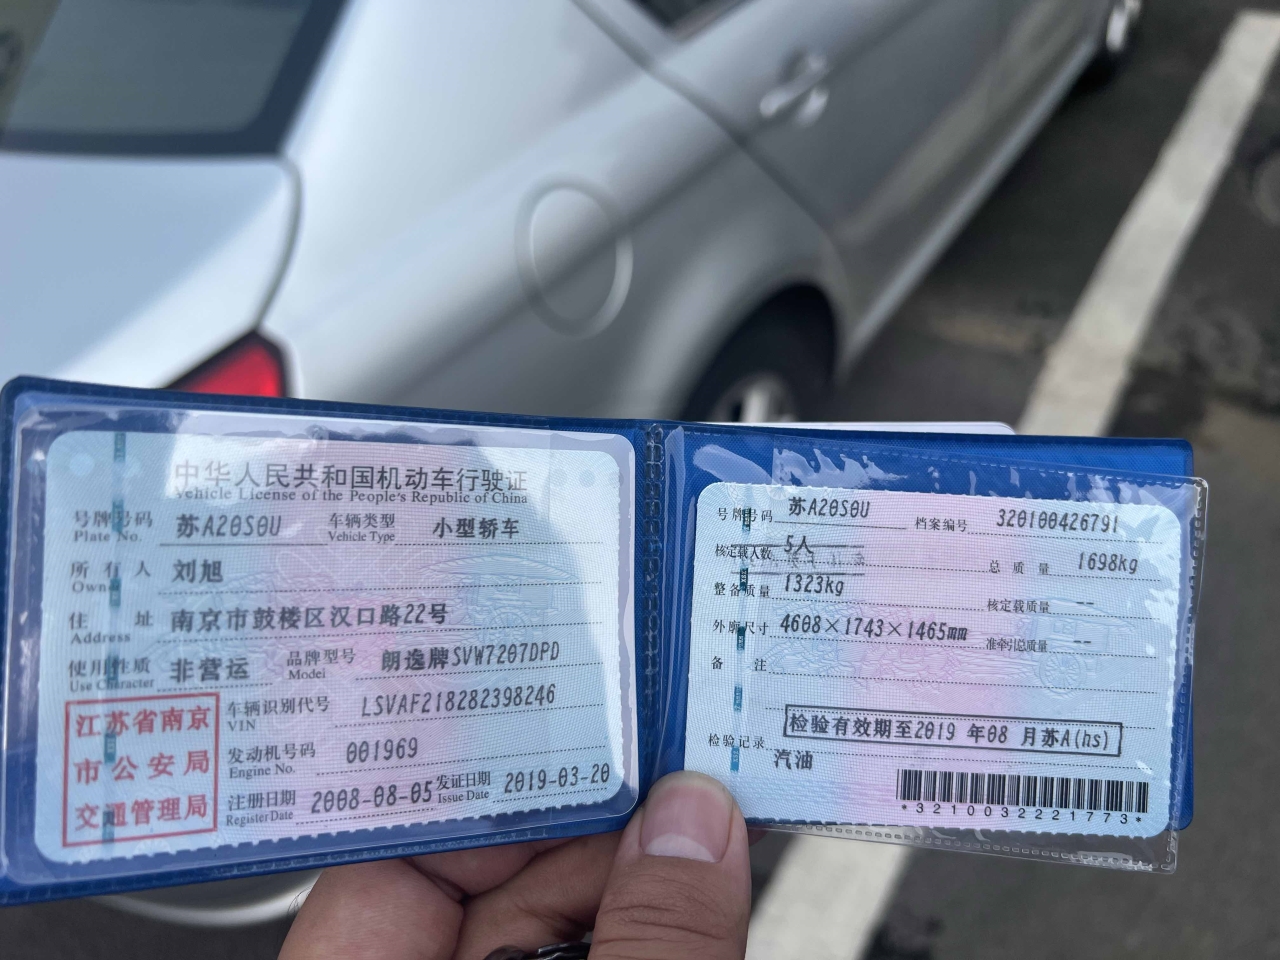 中华人民共和国机动车行驶证
Vehicle License of the People's Republic of China
号牌号码 苏A20S0U 车辆类型 小型轿车
Plate No. Vehicle Type
所有人 刘旭
Owner
住址 南京市鼓楼区汉口路22号
Address
使用性质 非营运 品牌型号 朗逸牌SVW7207DPD
Use Character Model
江苏省南京
市公安局
交通管理局
车辆识别代号 LSVAF218282398246
VIN
发动机号码 001969
Engine No.
注册日期 2008-08-05 发证日期 2019-03-20
Register Date Issue Date
号牌号码 苏A20S0U 档案编号 320100426791
核定载人数 5人 总质量 1698kg
整备质量 1323kg 核定载质量 --
外廓尺寸 4608×1743×1465mm 准牵引总质量 --
备注
检验有效期至2019 年08 月苏A(hs)
检验记录
汽油
*3210032221773*